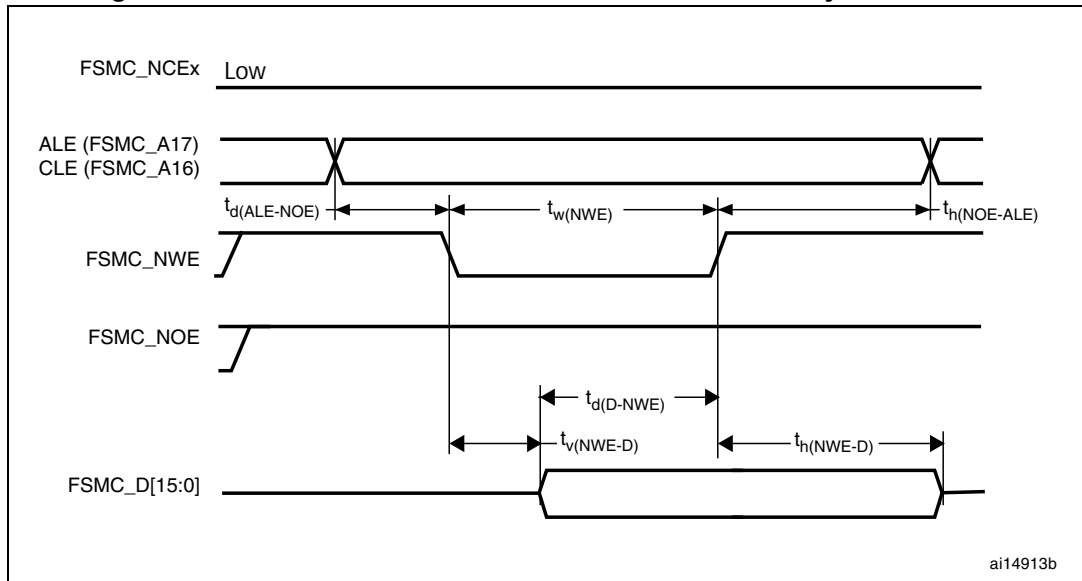 FSMC_NCEx Low
ALE (FSMC_A17)
CLE (FSMC_A16)
td(ALE-NOE) tw(NWE) th(NOE-ALE)
FSMC_NWE
FSMC_NOE
td(D-NWE)
tv(NWE-D) th(NWE-D)
FSMC_D[15:0]
ai14913b